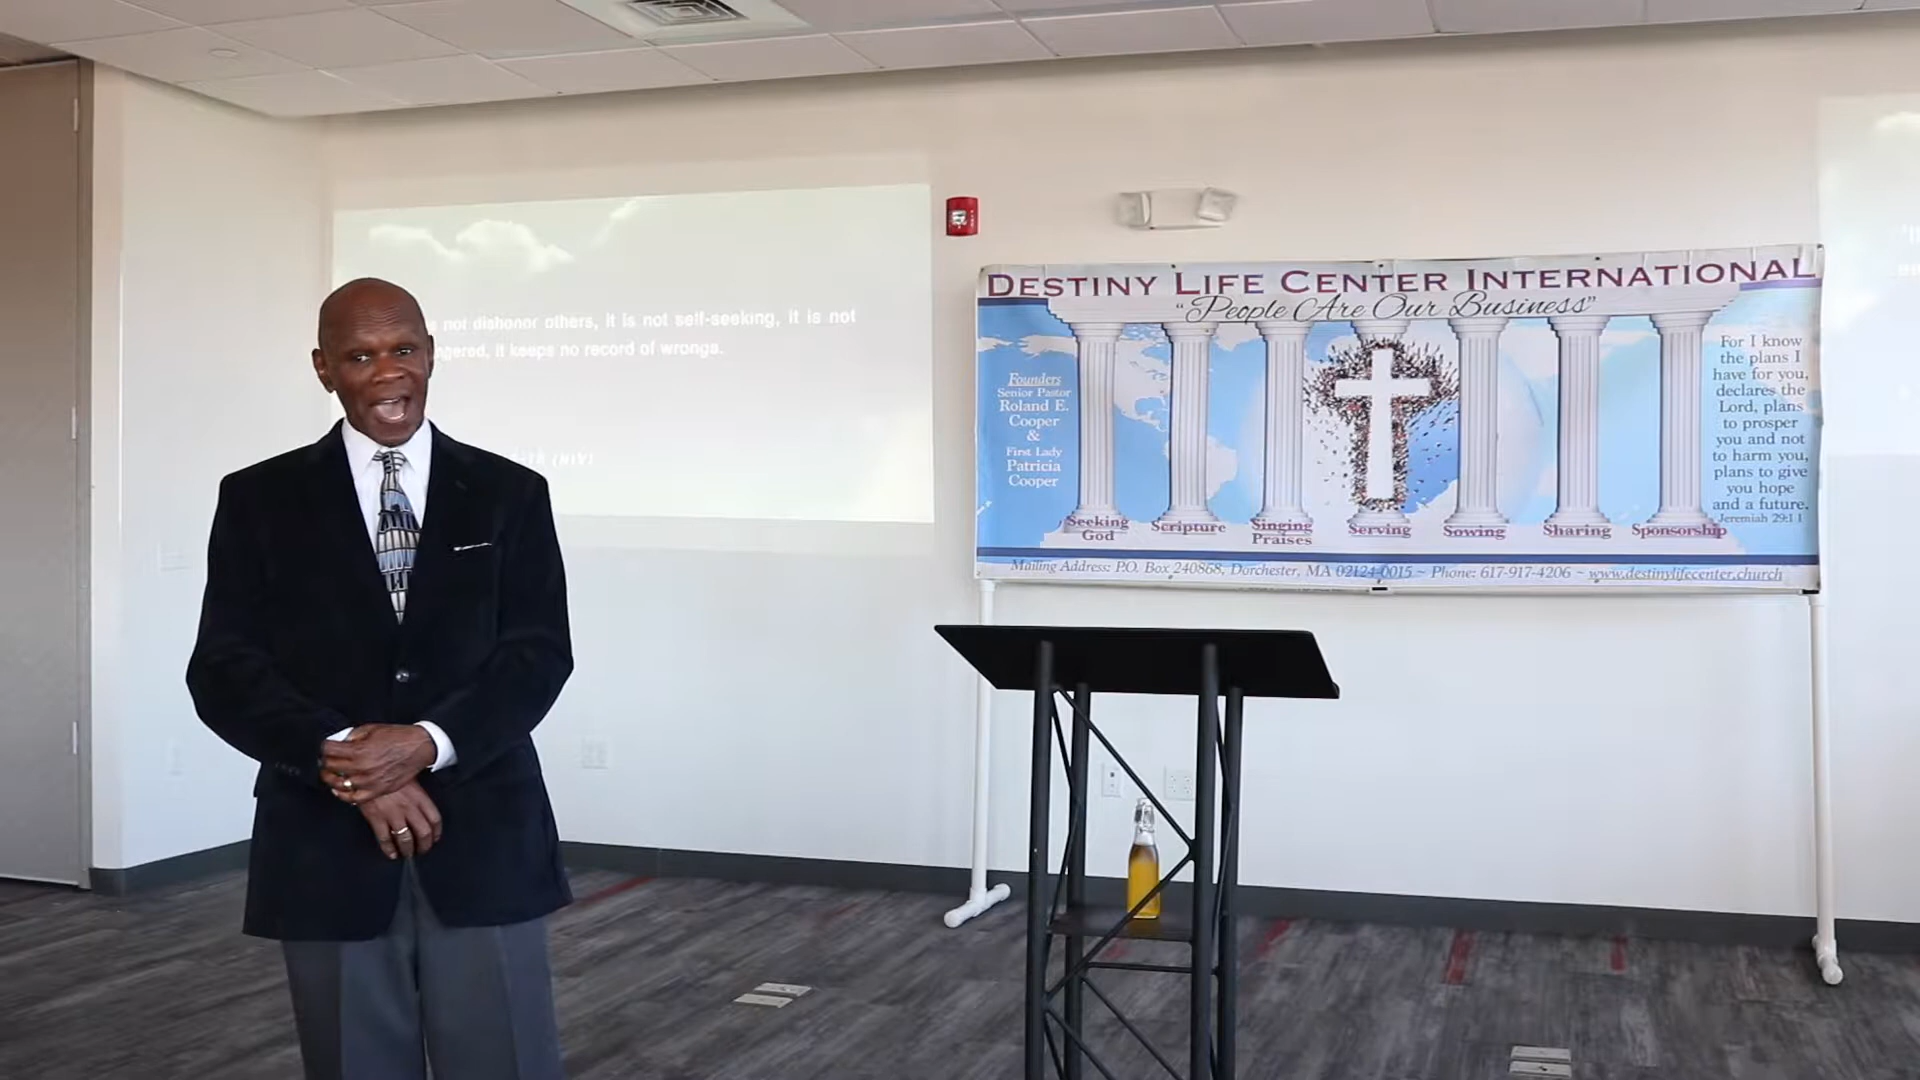 not dishonor others, it is not self-seeking, it is not
angered, it keeps no record of wrongs.
(NIV)
DESTINY LIFE CENTER INTERNATIONAL
"People Are Our Business"
Founders
Senior Pastor
Roland E.
Cooper
&
First Lady
Patricia
Cooper
For I know
the plans I
have for you,
declares the
Lord, plans
to prosper
you and not
to harm you,
plans to give
you hope
and a future.
Jeremiah 29:11
Seeking
God
Scripture
Singing
Praises
Serving
Sowing
Sharing
Sponsorship
Mailing Address: P.O. Box 240868, Dorchester, MA 02124-0015 ~ Phone: 617-917-4206 ~ www.destinylifecenter.church